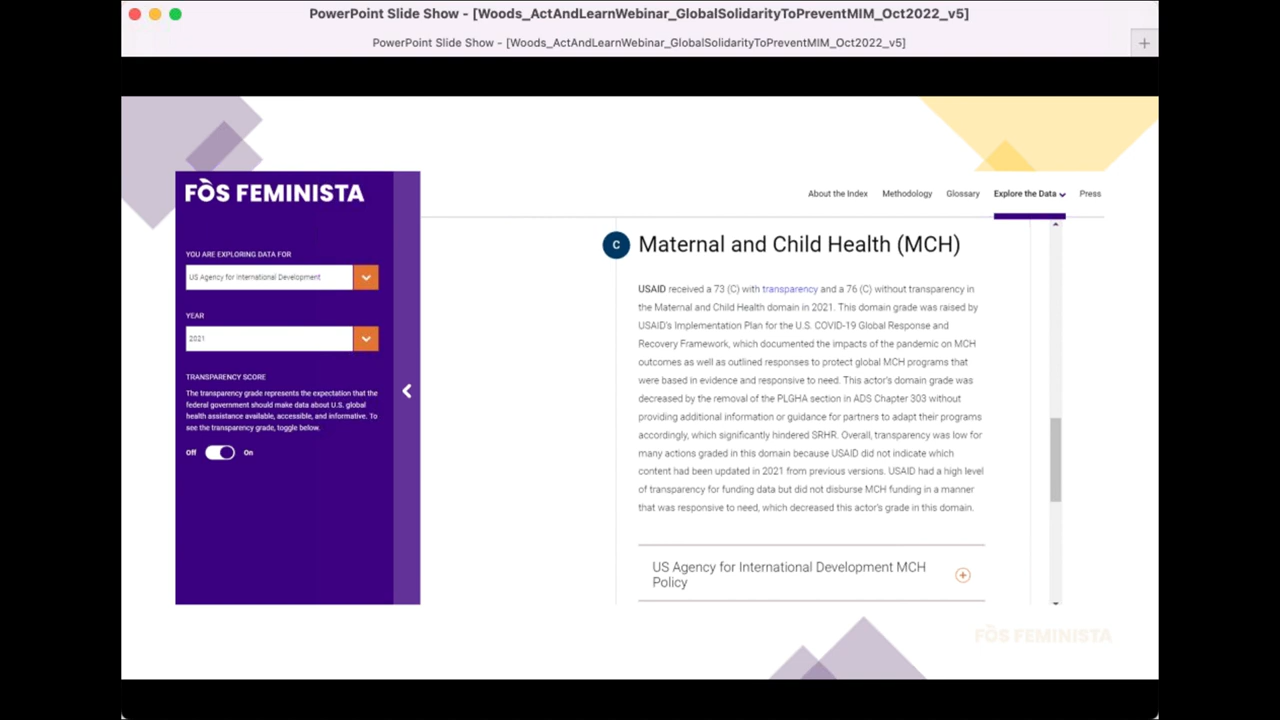 PowerPoint Slide Show - [Woods_ActAndLearnWebinar_GlobalSolidarityToPreventMIM_Oct2022_v5]
PowerPoint Slide Show - [Woods_ActAndLearnWebinar_GlobalSolidarityToPreventMIM_Oct2022_v5]
FÒS FEMINISTA
About the Index Methodology Glossary Explore the Data Press
YOU ARE EXPLORING DATA FOR
US Agency for International Development
YEAR
2021
TRANSPARENCY SCORE
The transparency grade represents the expectation that the
federal government should make data about U.S. global
health assistance available, accessible, and informative. To
see the transparency grade, toggle below.
Off On
C Maternal and Child Health (MCH)
USAID received a 73 (C) with transparency and a 76 (C) without transparency in
the Maternal and Child Health domain in 2021. This domain grade was raised by
USAID's Implementation Plan for the U.S. COVID-19 Global Response and
Recovery Framework, which documented the impacts of the pandemic on MCH
outcomes as well as outlined responses to protect global MCH programs that
were based in evidence and responsive to need. This actor's domain grade was
decreased by the removal of the PLGHA section in ADS Chapter 303 without
providing additional information or guidance for partners to adapt their programs
accordingly, which significantly hindered SRHR. Overall, transparency was low for
many actions graded in this domain because USAID did not indicate which
content had been updated in 2021 from previous versions. USAID had a high level
of transparency for funding data but did not disburse MCH funding in a manner
that was responsive to need, which decreased this actor's grade in this domain.
US Agency for International Development MCH
Policy
FÒS FEMINISTA